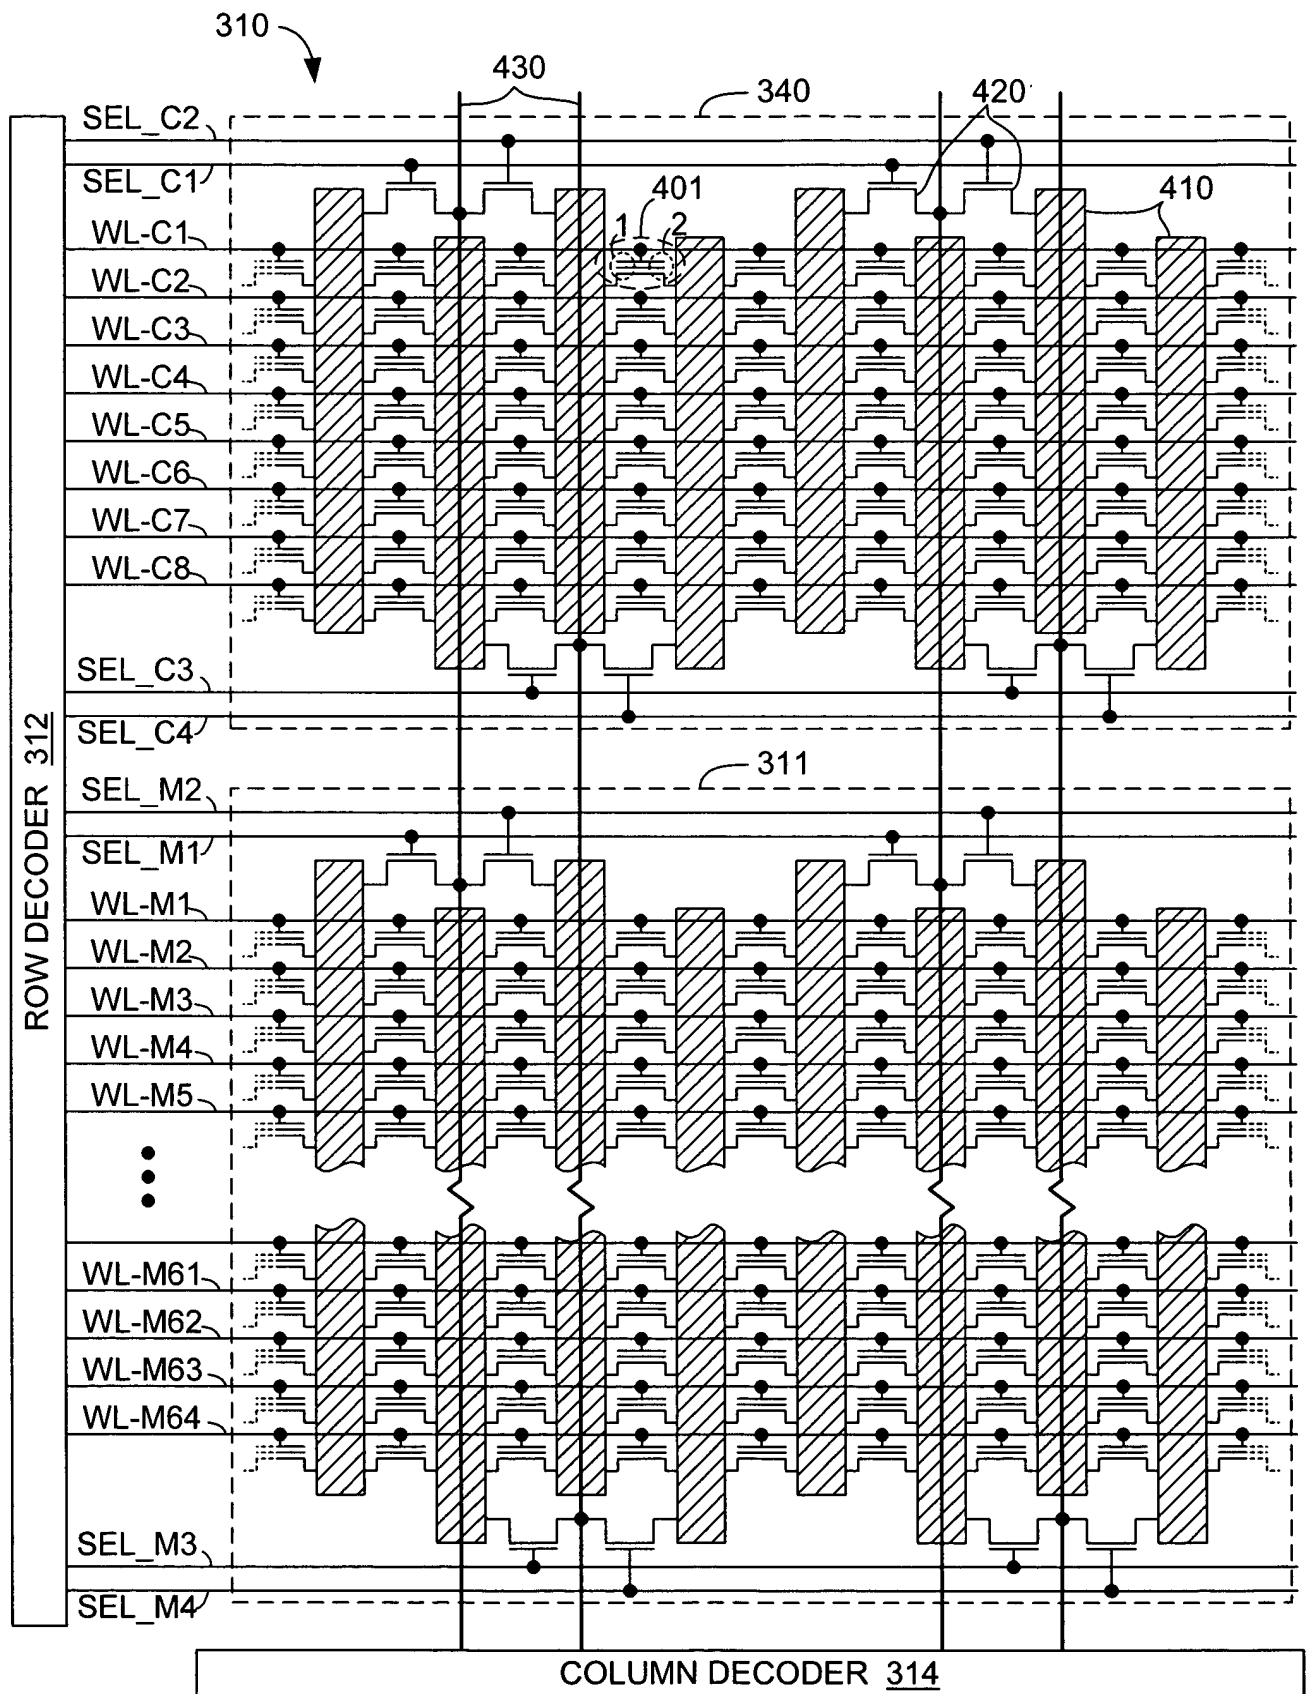 310
430
340
420
SEL_C2
SEL_C1
401
410
1
2
WL-C1
WL-C2
WL-C3
WL-C4
WL-C5
WL-C6
WL-C7
WL-C8
SEL_C3
SEL_C4
ROW DECODER 312
311
SEL_M2
SEL_M1
WL-M1
WL-M2
WL-M3
WL-M4
WL-M5
WL-M61
WL-M62
WL-M63
WL-M64
SEL_M3
SEL_M4
COLUMN DECODER 314